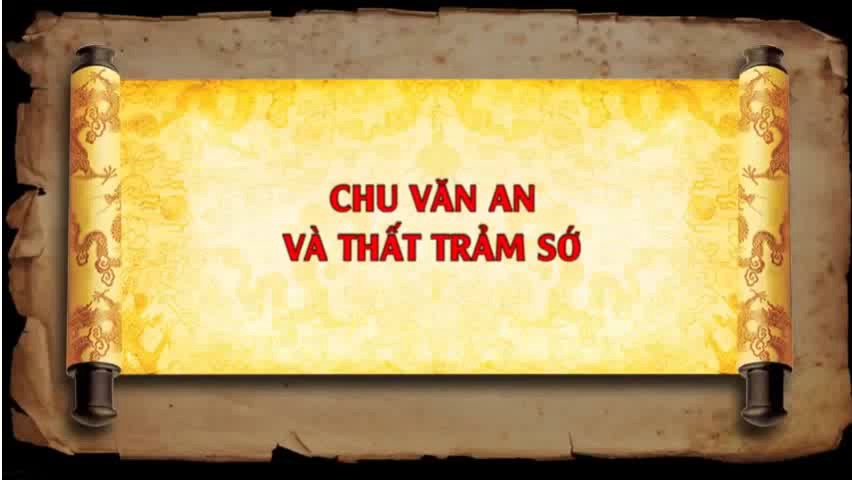 CHU VĂN AN
VÀ THẤT TRẢM SỚ